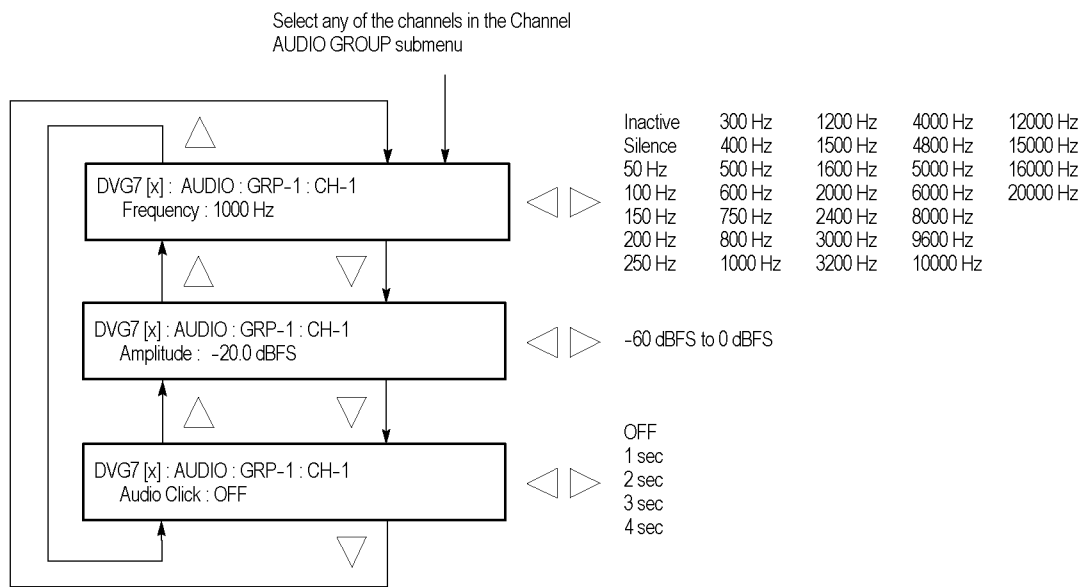 Select any of the channels in the Channel
AUDIO GROUP submenu
DVG7 [x] : AUDIO : GRP-1 : CH-1
Frequency : 1000 Hz
Inactive 300 Hz 1200 Hz 4000 Hz 12000 Hz
Silence 400 Hz 1500 Hz 4800 Hz 15000 Hz
50 Hz 500 Hz 1600 Hz 5000 Hz 16000 Hz
100 Hz 600 Hz 2000 Hz 6000 Hz 20000 Hz
150 Hz 750 Hz 2400 Hz 8000 Hz
200 Hz 800 Hz 3000 Hz 9600 Hz
250 Hz 1000 Hz 3200 Hz 10000 Hz
DVG7 [x] : AUDIO : GRP-1 : CH-1
Amplitude : -20.0 dBFS
-60 dBFS to 0 dBFS
DVG7 [x] : AUDIO : GRP-1 : CH-1
Audio Click : OFF
OFF
1 sec
2 sec
3 sec
4 sec